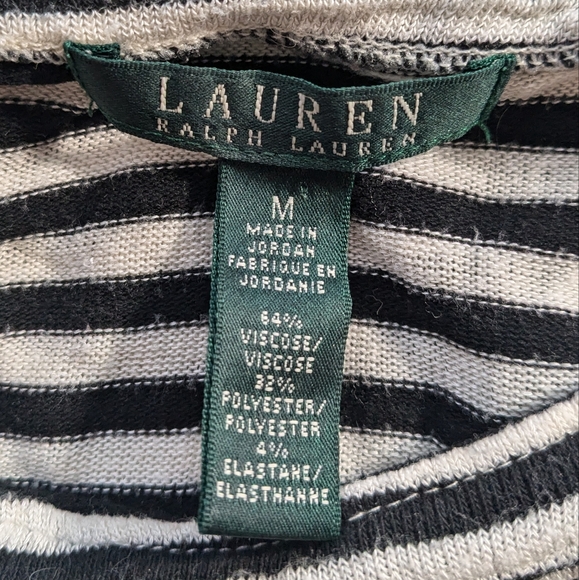 LAUREN
RALPH LAUREN
M
MADE IN
JORDAN
FABRIQUE EN
JORDANIE
64%
VISCOSE/
VISCOSE
32%
POLYESTER/
POLYESTER
4%
ELASTANE/
ELASTHANNE